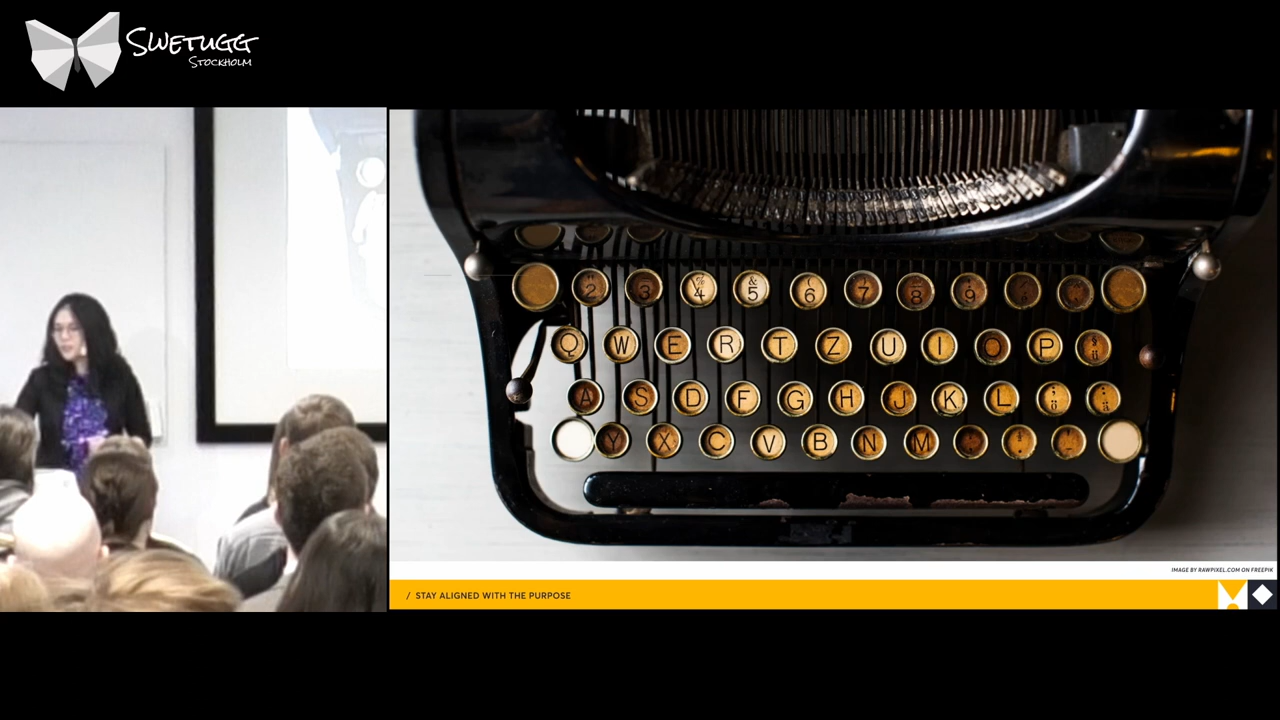 SWETUGG
STOCKHOLM
2 3 4 & 5 6 7 8 9
Q W E R T Z U I O P § ü
A S D F G H J K L ö ä
Y X C V B N M
IMAGE BY RAWPIXEL.COM ON FREEPIK
/ STAY ALIGNED WITH THE PURPOSE